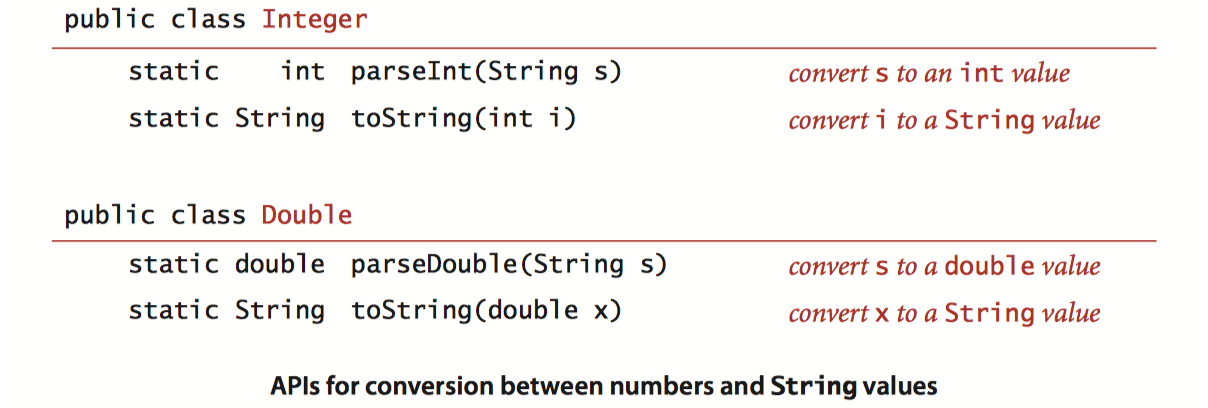 public class Integer
static int parseInt(String s) convert s to an int value
static String toString(int i) convert i to a String value
public class Double
static double parseDouble(String s) convert s to a double value
static String toString(double x) convert x to a String value
APIs for conversion between numbers and String values